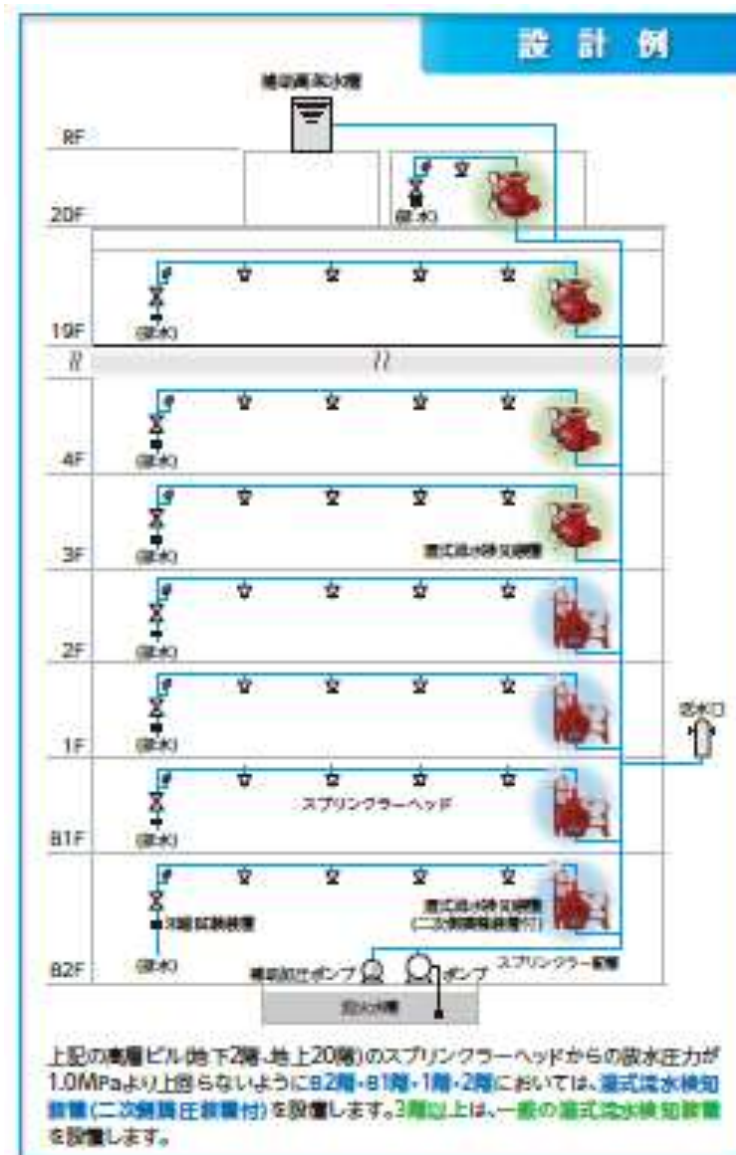 設 計 例
補助高架水槽
RF
20F
(排水)
19F
(排水)
4F
(排水)
3F
(排水)
湿式流水検知装置
2F
(排水)
1F
(排水)
送水口
スプリンクラーヘッド
B1F
(排水)
湿式流水検知装置
(二次側調圧装置付)
末端試験装置
B2F
(排水)
補助加圧ポンプ
ポンプ
スプリンクラー配管
消火水槽
上記の高層ビル(地下2階、地上20階)のスプリンクラーヘッドからの放水圧力が
1.0MPaより上回らないようにB2階・B1階・1階・2階においては、湿式流水検知
装置(二次側調圧装置付)を設置します。3階以上は、一般の湿式流水検知装置
を設置します。